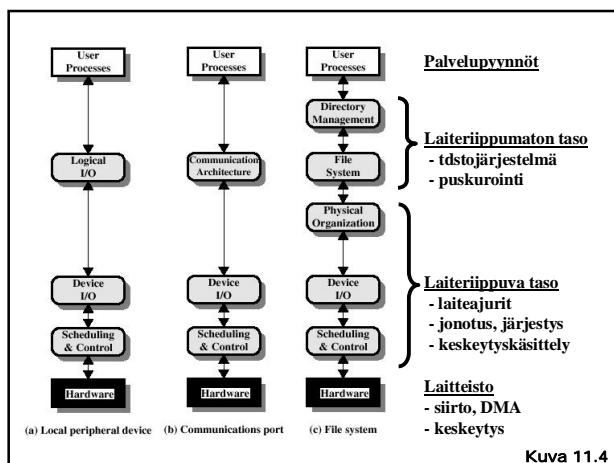 User
Processes
Logical
I/O
Device
I/O
Scheduling
& Control
Hardware
(a) Local peripheral device
User
Processes
Communication
Architecture
Device
I/O
Scheduling
& Control
Hardware
(b) Communications port
User
Processes
Directory
Management
File
System
Physical
Organization
Device
I/O
Scheduling
& Control
Hardware
(c) File system
Palvelupyynnöt
Laiteriippumaton taso
- tdstojärjestelmä
- puskurointi
Laiteriippuva taso
- laiteajurit
- jonotus, järjestys
- keskeytyskäsittely
Laitteisto
- siirto, DMA
- keskeytys
Kuva 11.4